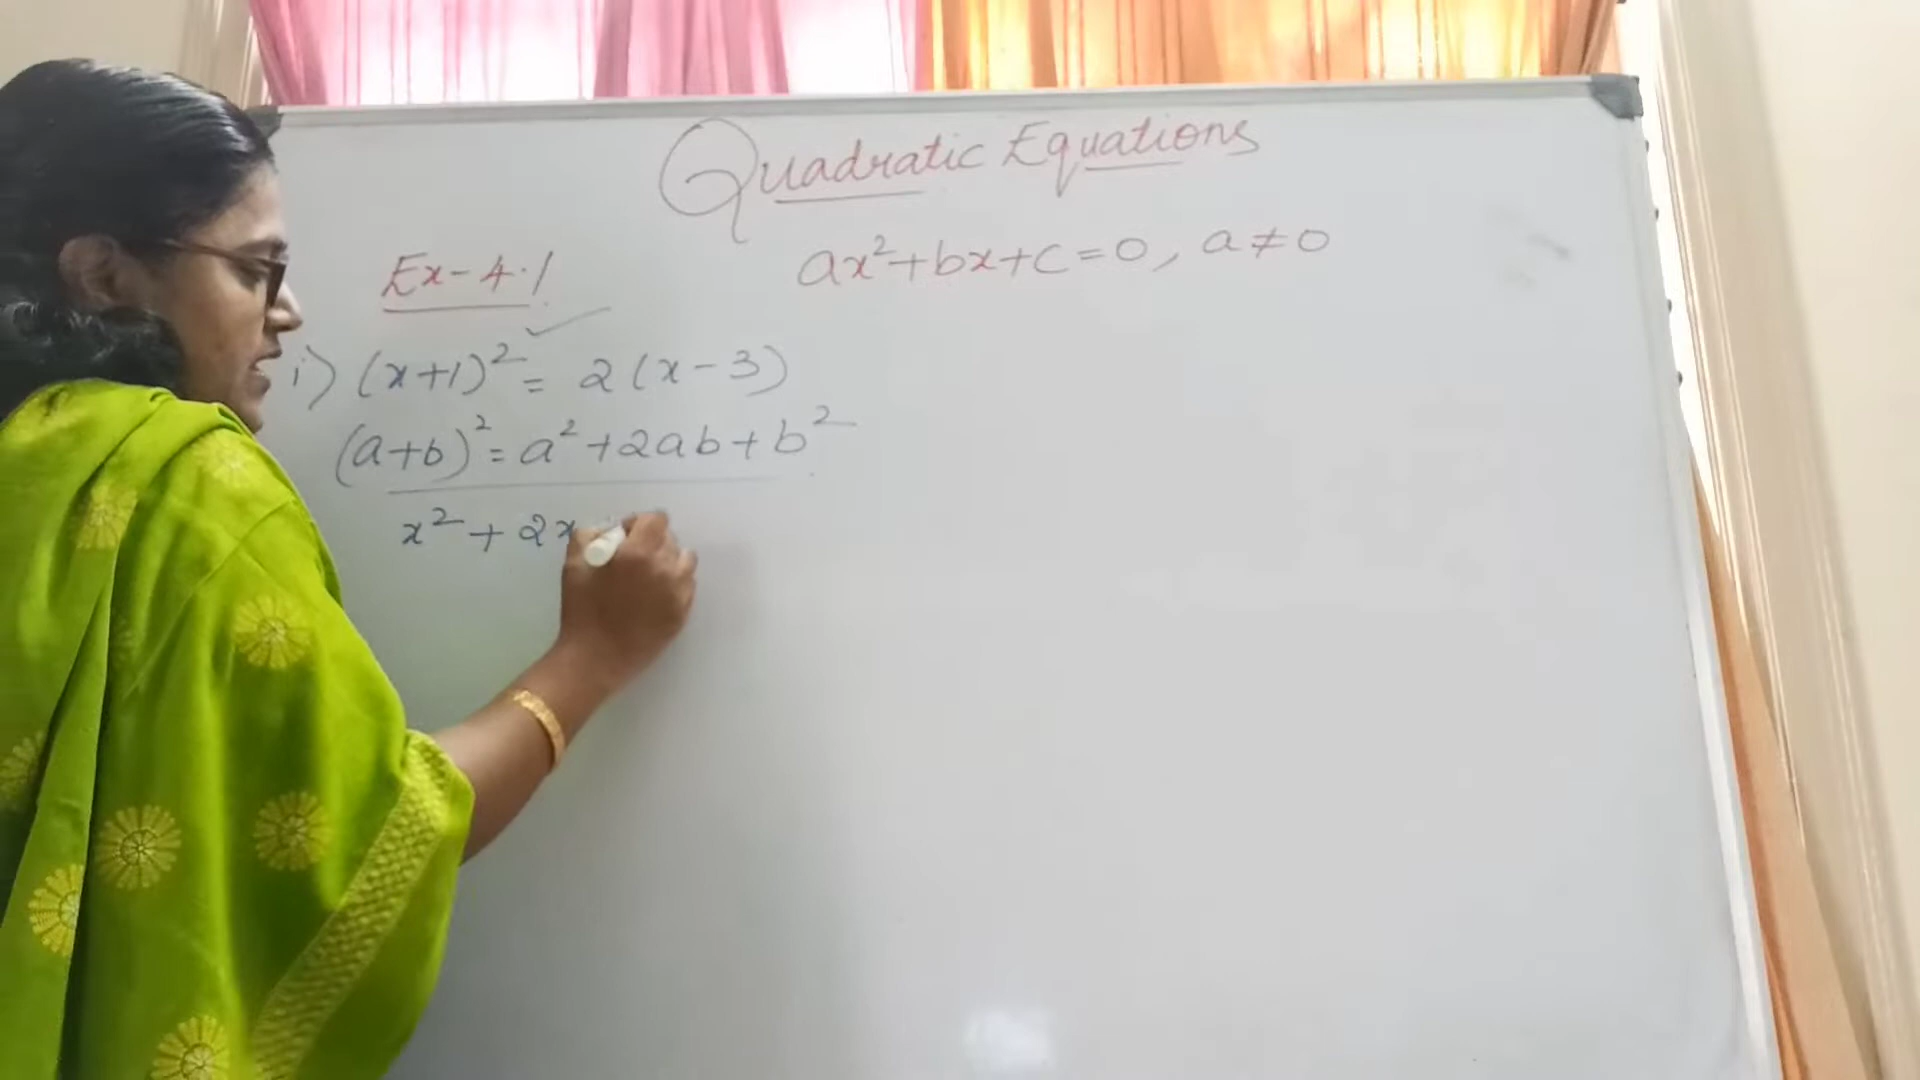 Quadratic Equations
ax²+bx+c=0, a≠0
Ex-4.1
i) (x+1)² = 2(x-3)
(a+b)² = a²+2ab+b²
x² + 2x